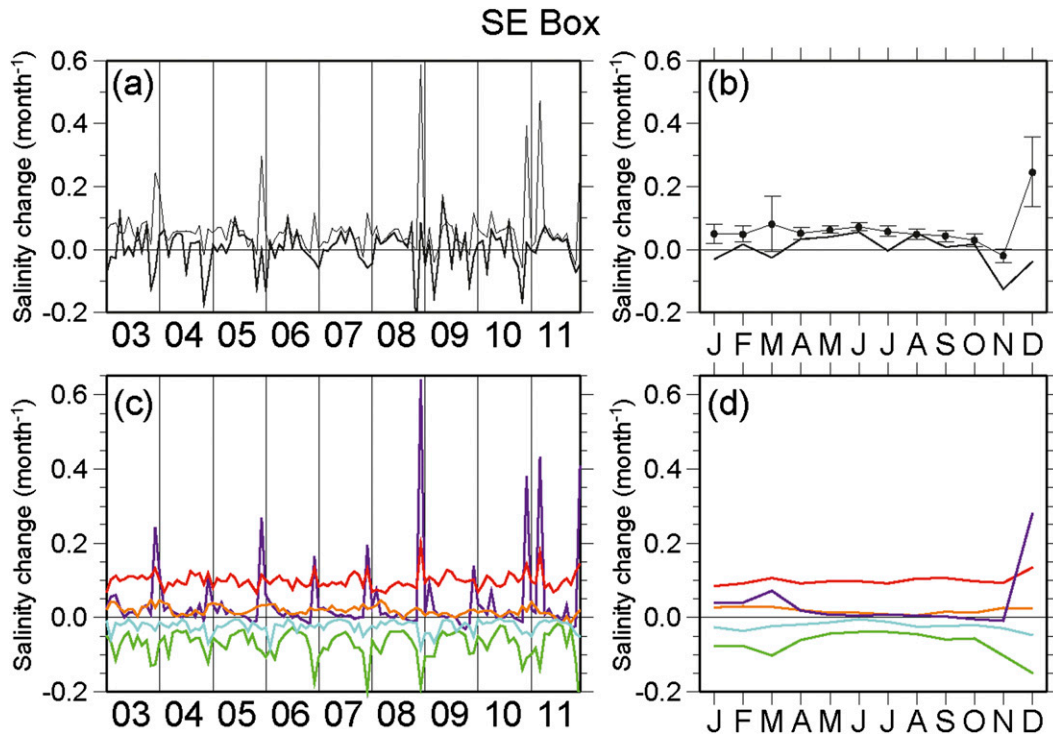 SE Box
(a)
Salinity change (month⁻¹)
0.6
0.4
0.2
0.0
-0.2
03 04 05 06 07 08 09 10 11
(b)
Salinity change (month⁻¹)
0.6
0.4
0.2
0.0
-0.2
J F M A M J J A S O N D
(c)
Salinity change (month⁻¹)
0.6
0.4
0.2
0.0
-0.2
03 04 05 06 07 08 09 10 11
(d)
Salinity change (month⁻¹)
0.6
0.4
0.2
0.0
-0.2
J F M A M J J A S O N D